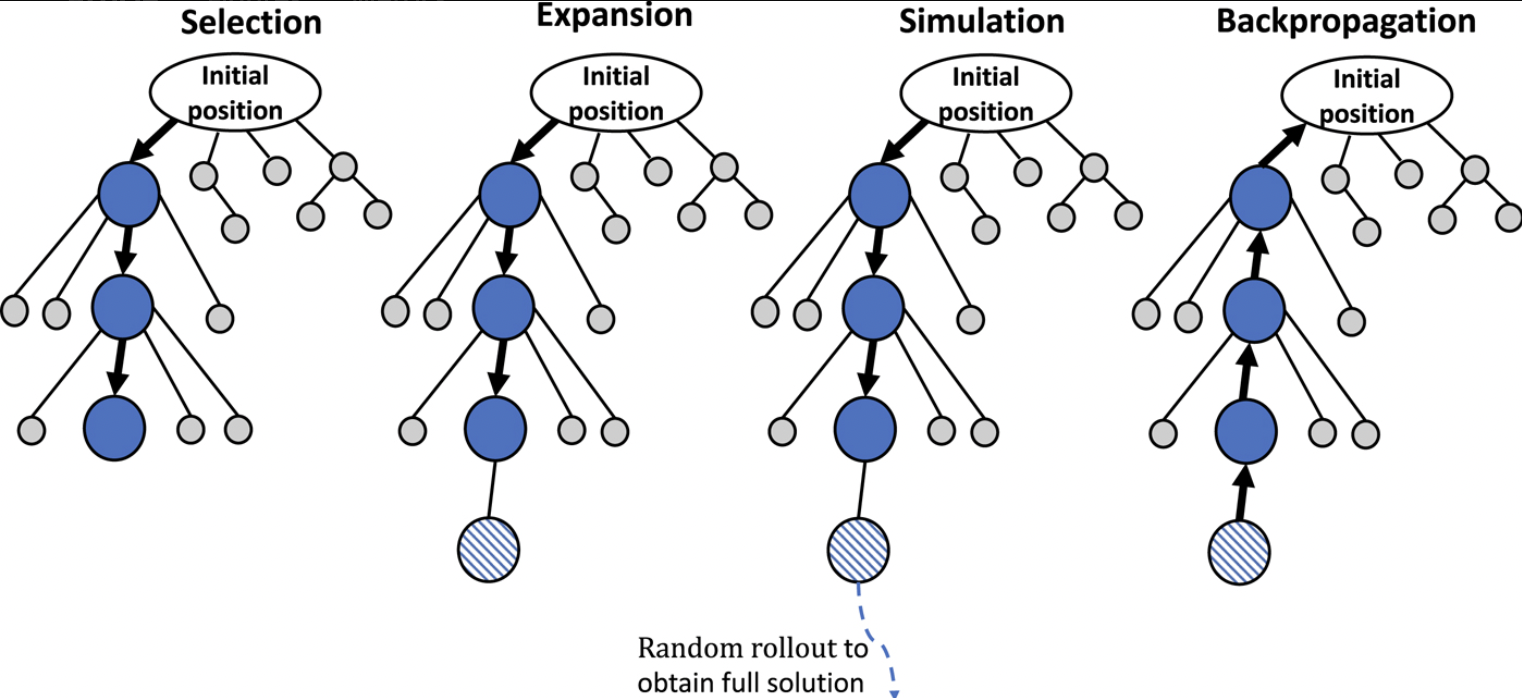 Selection
Expansion
Simulation
Backpropagation
Initial
position
Initial
position
Initial
position
Initial
position
Random rollout to
obtain full solution